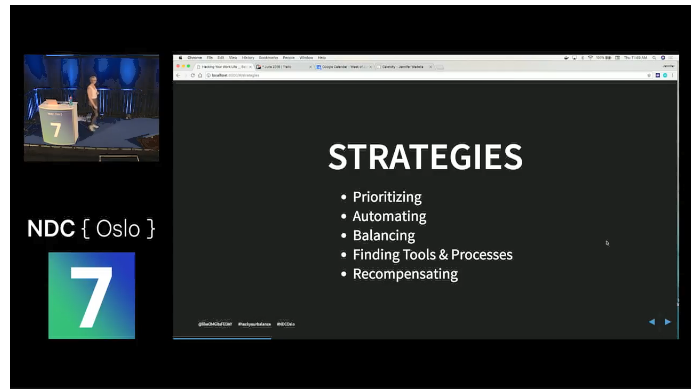 Chrome File Edit View History Bookmarks People Window Help
STRATEGIES
• Prioritizing
• Automating
• Balancing
• Finding Tools & Processes
• Recompensating
#hackyourbalance #NDCOslo
7
NDC { Oslo }
7